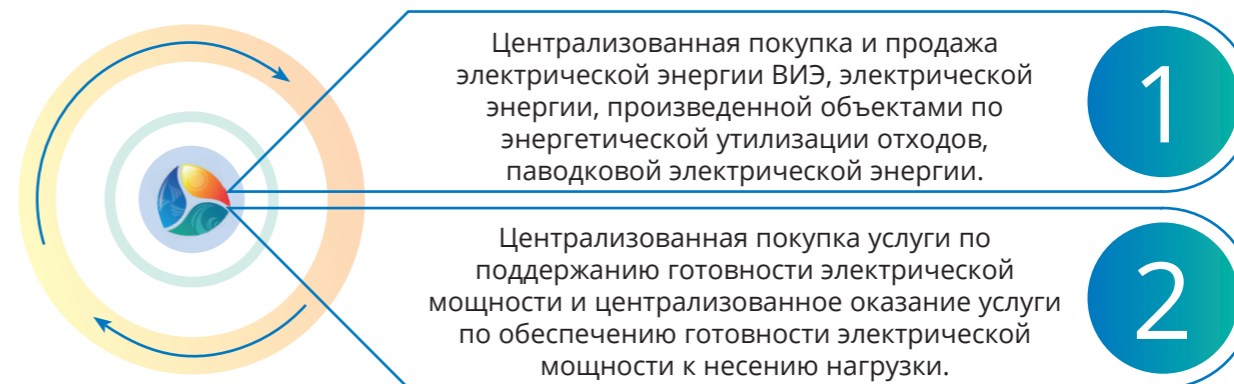 Централизованная покупка и продажа
электрической энергии ВИЭ, электрической
энергии, произведенной объектами по
энергетической утилизации отходов,
паводковой электрической энергии.
1
Централизованная покупка услуги по
поддержанию готовности электрической
мощности и централизованное оказание услуги
по обеспечению готовности электрической
мощности к несению нагрузки.
2